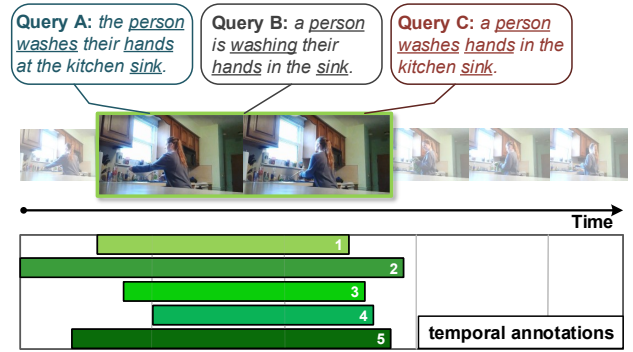 Query A: the person
washes their hands
at the kitchen sink.
Query B: a person
is washing their
hands in the sink.
Query C: a person
washes hands in the
kitchen sink.
Time
1
2
3
4
5
temporal annotations